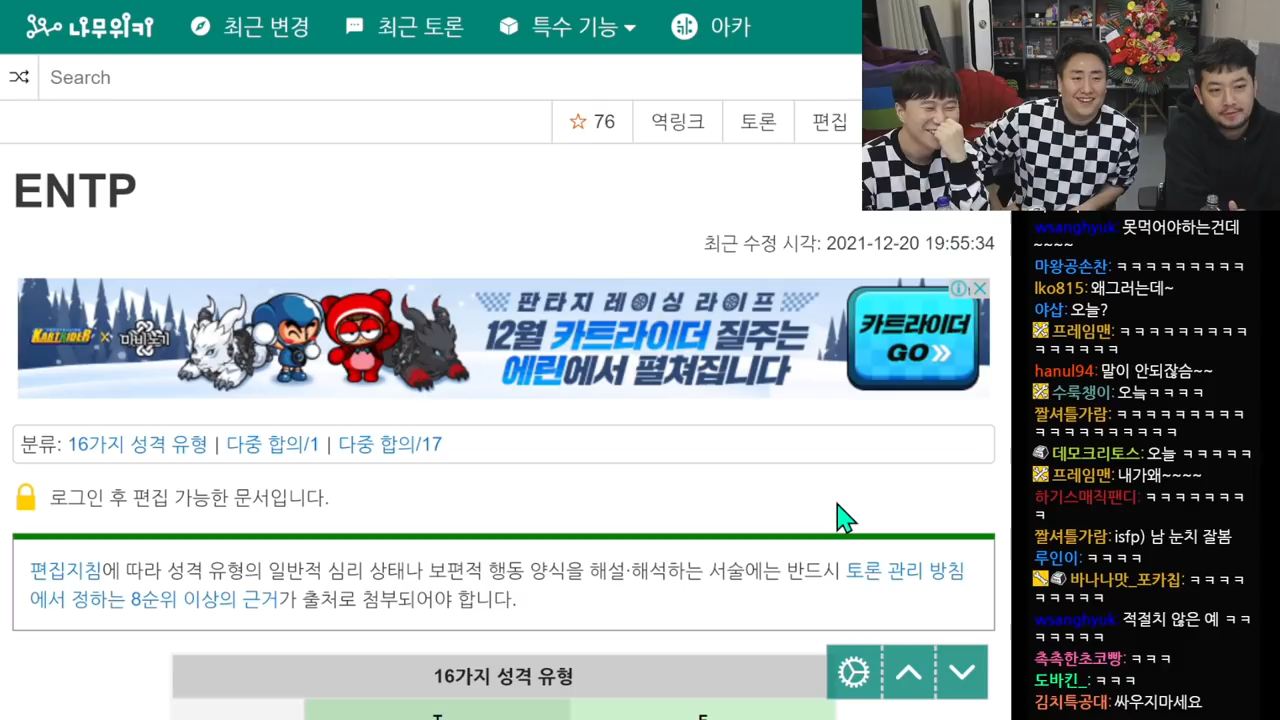 나무위키 최근 변경 최근 토론 특수 기능 아카
Search
76 역링크 토론 편집
ENTP
최근 수정 시각: 2021-12-20 19:55:34
KARTRIDER × 마비노기
판타지 레이싱 라이프
12월 카트라이더 질주는
에린에서 펼쳐집니다
카트라이더
GO
분류: 16가지 성격 유형 | 다중 합의/1 | 다중 합의/17
로그인 후 편집 가능한 문서입니다.
편집지침에 따라 성격 유형의 일반적 심리 상태나 보편적 행동 양식을 해설·해석하는 서술에는 반드시 토론 관리 방침
에서 정하는 8순위 이상의 근거가 출처로 첨부되어야 합니다.
16가지 성격 유형
wsanghyuk: 못먹어야하는건데
~~~~
마왕공손찬: ㅋㅋㅋㅋㅋㅋㅋㅋㅋ
lko815: 왜그러는데~
야삽: 오늘?
프레임맨: ㅋㅋㅋㅋㅋㅋㅋㅋㅋ
ㅋㅋㅋㅋㅋㅋ
hanul94: 말이 안되잖슴~~
수룩챙이: 오늨ㅋㅋㅋㅋ
짤셔틀가람: ㅋㅋㅋㅋㅋㅋㅋㅋㅋ
ㅋㅋㅋㅋㅋㅋㅋㅋㅋㅋ
데모크리토스: 오늘 ㅋㅋㅋㅋㅋ
프레임맨: 내가왜~~~~
하기스매직팬디: ㅋㅋㅋㅋㅋㅋㅋ
ㅋ
짤셔틀가람: isfp) 남 눈치 잘봄
루인이: ㅋㅋㅋㅋ
바나나맛_포카칩: ㅋㅋㅋㅋ
ㅋㅋㅋㅋㅋ
wsanghyuk: 적절치 않은 예 ㅋㅋ
ㅋㅋㅋㅋㅋ
촉촉한초코빵: ㅋㅋㅋ
도바킨_: ㅋㅋㅋ
김치특공대: 싸우지마세요